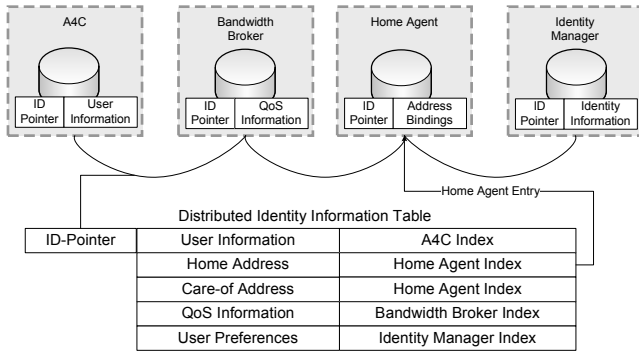 A4C
Bandwidth
Broker
Home Agent
Identity
Manager
ID
Pointer
User
Information
ID
Pointer
QoS
Information
ID
Pointer
Address
Bindings
ID
Pointer
Identity
Information
Home Agent Entry
Distributed Identity Information Table
ID-Pointer User Information A4C Index
Home Address Home Agent Index
Care-of Address Home Agent Index
QoS Information Bandwidth Broker Index
User Preferences Identity Manager Index